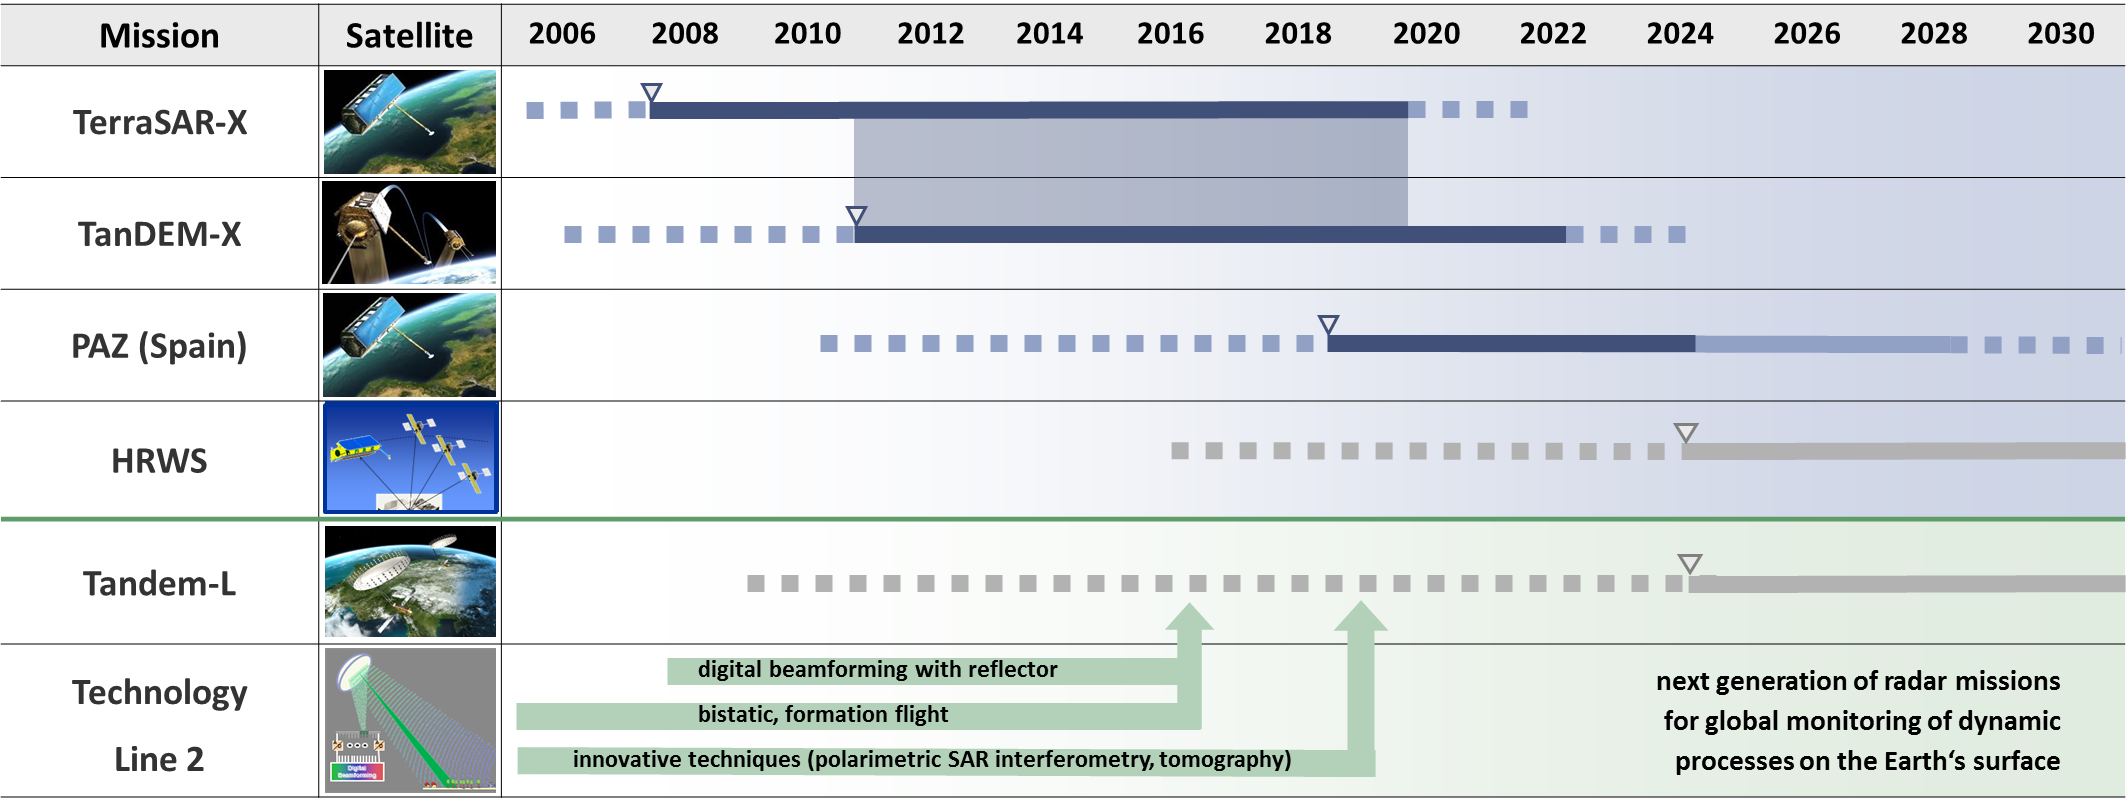 Mission Satellite 2006 2008 2010 2012 2014 2016 2018 2020 2022 2024 2026 2028 2030
TerraSAR-X
TanDEM-X
PAZ (Spain)
HRWS
Tandem-L
Technology
Line 2
Digital
Beamforming
digital beamforming with reflector
bistatic, formation flight
innovative techniques (polarimetric SAR interferometry, tomography)
next generation of radar missions
for global monitoring of dynamic
processes on the Earth‘s surface